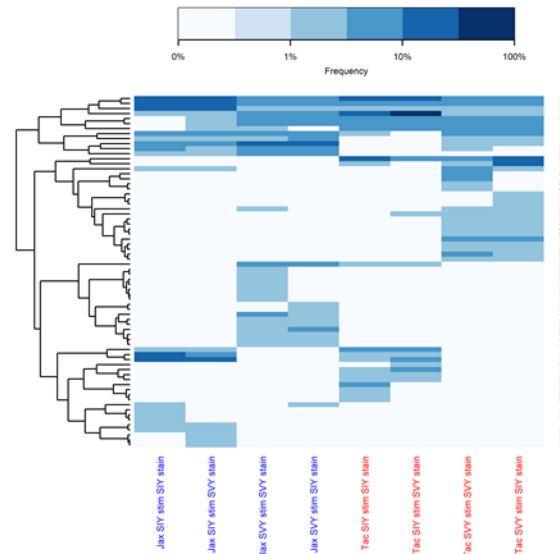 0%
1%
10%
100%
Frequency
Jax SIY stim SIY stain
Jax SIY stim SVY stain
Jax SVY stim SVY stain
Jax SVY stim SVY stain
Tac SIY stim SIY stain
Tac SIY stim SVY stain
Tac SVY stim SVY stain
Tac SVY stim SIY stain